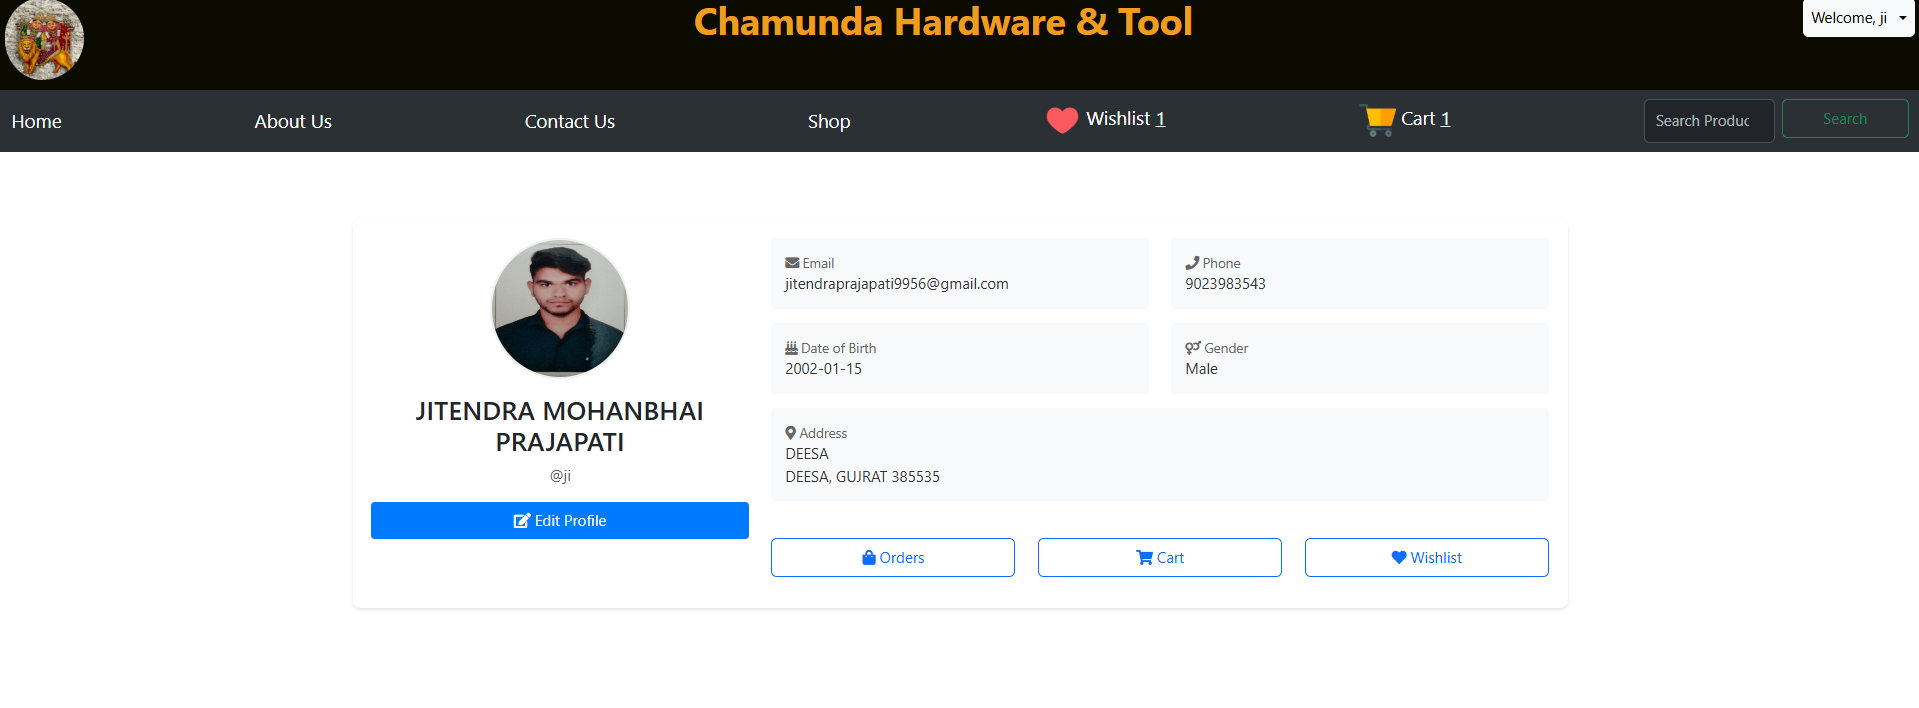 Chamunda Hardware & Tool
Welcome, ji
Home
About Us
Contact Us
Shop
Wishlist 1
Cart 1
Search Produc
Search
Email
jitendraprajapati9956@gmail.com
Phone
9023983543
Date of Birth
2002-01-15
Gender
Male
JITENDRA MOHANBHAI
PRAJAPATI
@ji
Edit Profile
Address
DEESA
DEESA, GUJRAT 385535
Orders
Cart
Wishlist